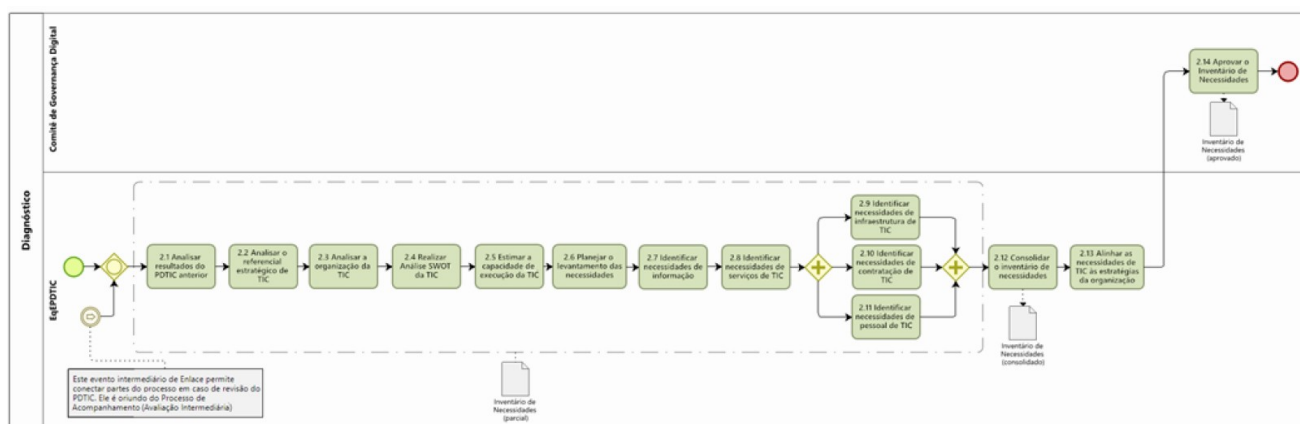 Diagnóstico
Comitê de Governança Digital
2.14 Aprovar o
Inventário de
Necessidades
Inventário de
Necessidades
(aprovado)
EqEPDTIC
2.1 Analisar
resultados do
PDTIC anterior
2.2 Analisar o
referencial
estratégico de
TIC
2.3 Analisar a
organização da
TIC
2.4 Realizar
Análise SWOT
da TIC
2.5 Estimar a
capacidade de
execução da TIC
2.6 Planejar o
levantamento das
necessidades
2.7 Identificar
necessidades de
informação
2.8 Identificar
necessidades de
serviços de TIC
2.9 Identificar
necessidades de
infraestrutura de
TIC
2.10 Identificar
necessidades de
contratação de
TIC
2.11 Identificar
necessidades de
pessoal de TIC
2.12 Consolidar
o inventário de
necessidades
2.13 Alinhar as
necessidades de
TIC às estratégias
da organização
Inventário de
Necessidades
(consolidado)
Este evento intermediário de Enlace permite
conectar partes do processo em caso de revisão do
PDTIC. Ele é oriundo do Processo de
Acompanhamento (Avaliação Intermediária)
Inventário de
Necessidades
(parcial)